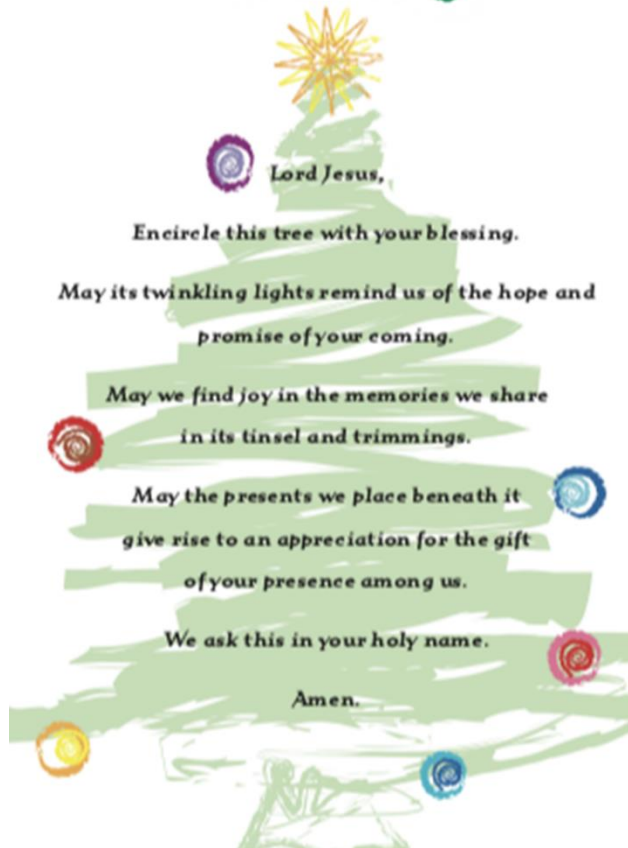 Lord Jesus,
Encircle this tree with your blessing.
May its twinkling lights remind us of the hope and
promise of your coming.
May we find joy in the memories we share
in its tinsel and trimmings.
May the presents we place beneath it
give rise to an appreciation for the gift
of your presence among us.
We ask this in your holy name.
Amen.